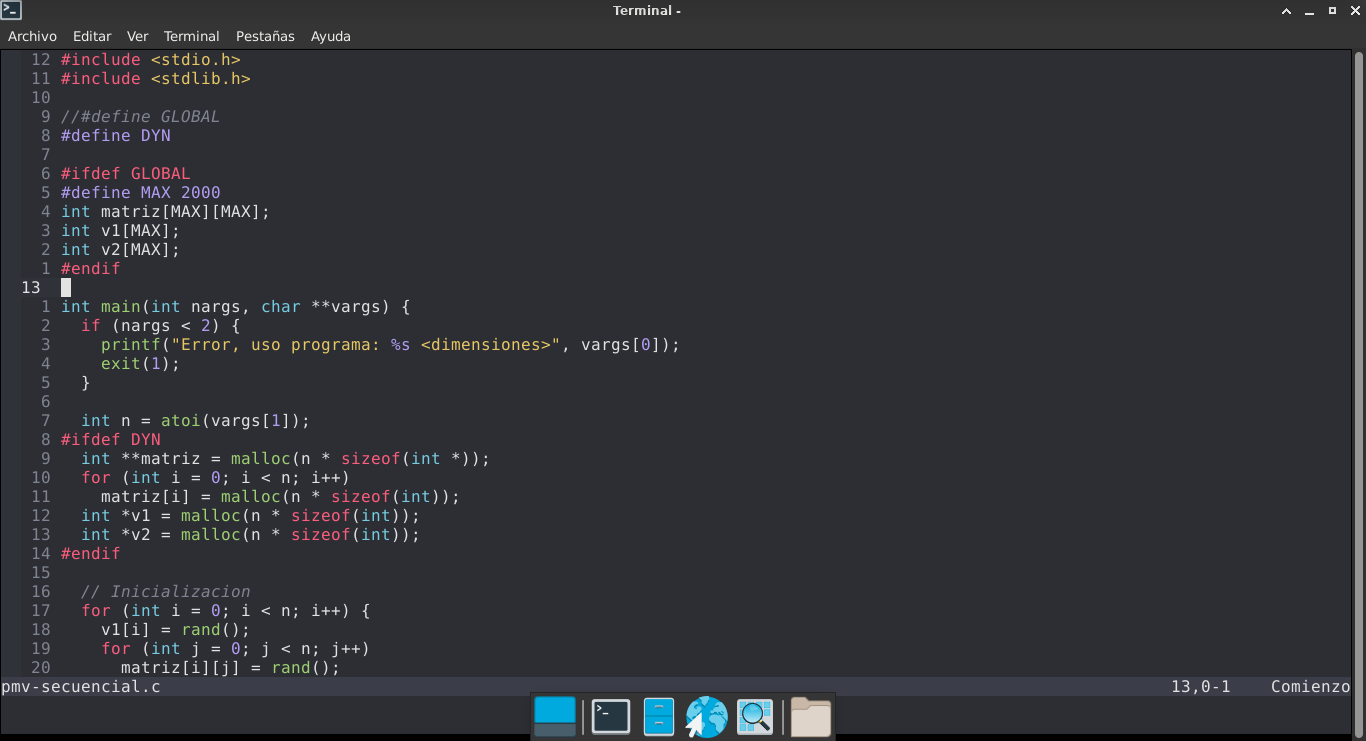 Terminal -
Archivo Editar Ver Terminal Pestañas Ayuda
12 #include <stdio.h>
11 #include <stdlib.h>
10
9 //#define GLOBAL
8 #define DYN
7
6 #ifdef GLOBAL
5 #define MAX 2000
4 int matriz[MAX][MAX];
3 int v1[MAX];
2 int v2[MAX];
1 #endif
13
1 int main(int nargs, char **vargs) {
2   if (nargs < 2) {
3     printf("Error, uso programa: %s <dimensiones>", vargs[0]);
4     exit(1);
5   }
6
7   int n = atoi(vargs[1]);
8 #ifdef DYN
9   int **matriz = malloc(n * sizeof(int *));
10   for (int i = 0; i < n; i++)
11     matriz[i] = malloc(n * sizeof(int));
12   int *v1 = malloc(n * sizeof(int));
13   int *v2 = malloc(n * sizeof(int));
14 #endif
15
16   // Inicializacion
17   for (int i = 0; i < n; i++) {
18     v1[i] = rand();
19     for (int j = 0; j < n; j++)
20       matriz[i][j] = rand();
pmv-secuencial.c 13,0-1 Comienzo